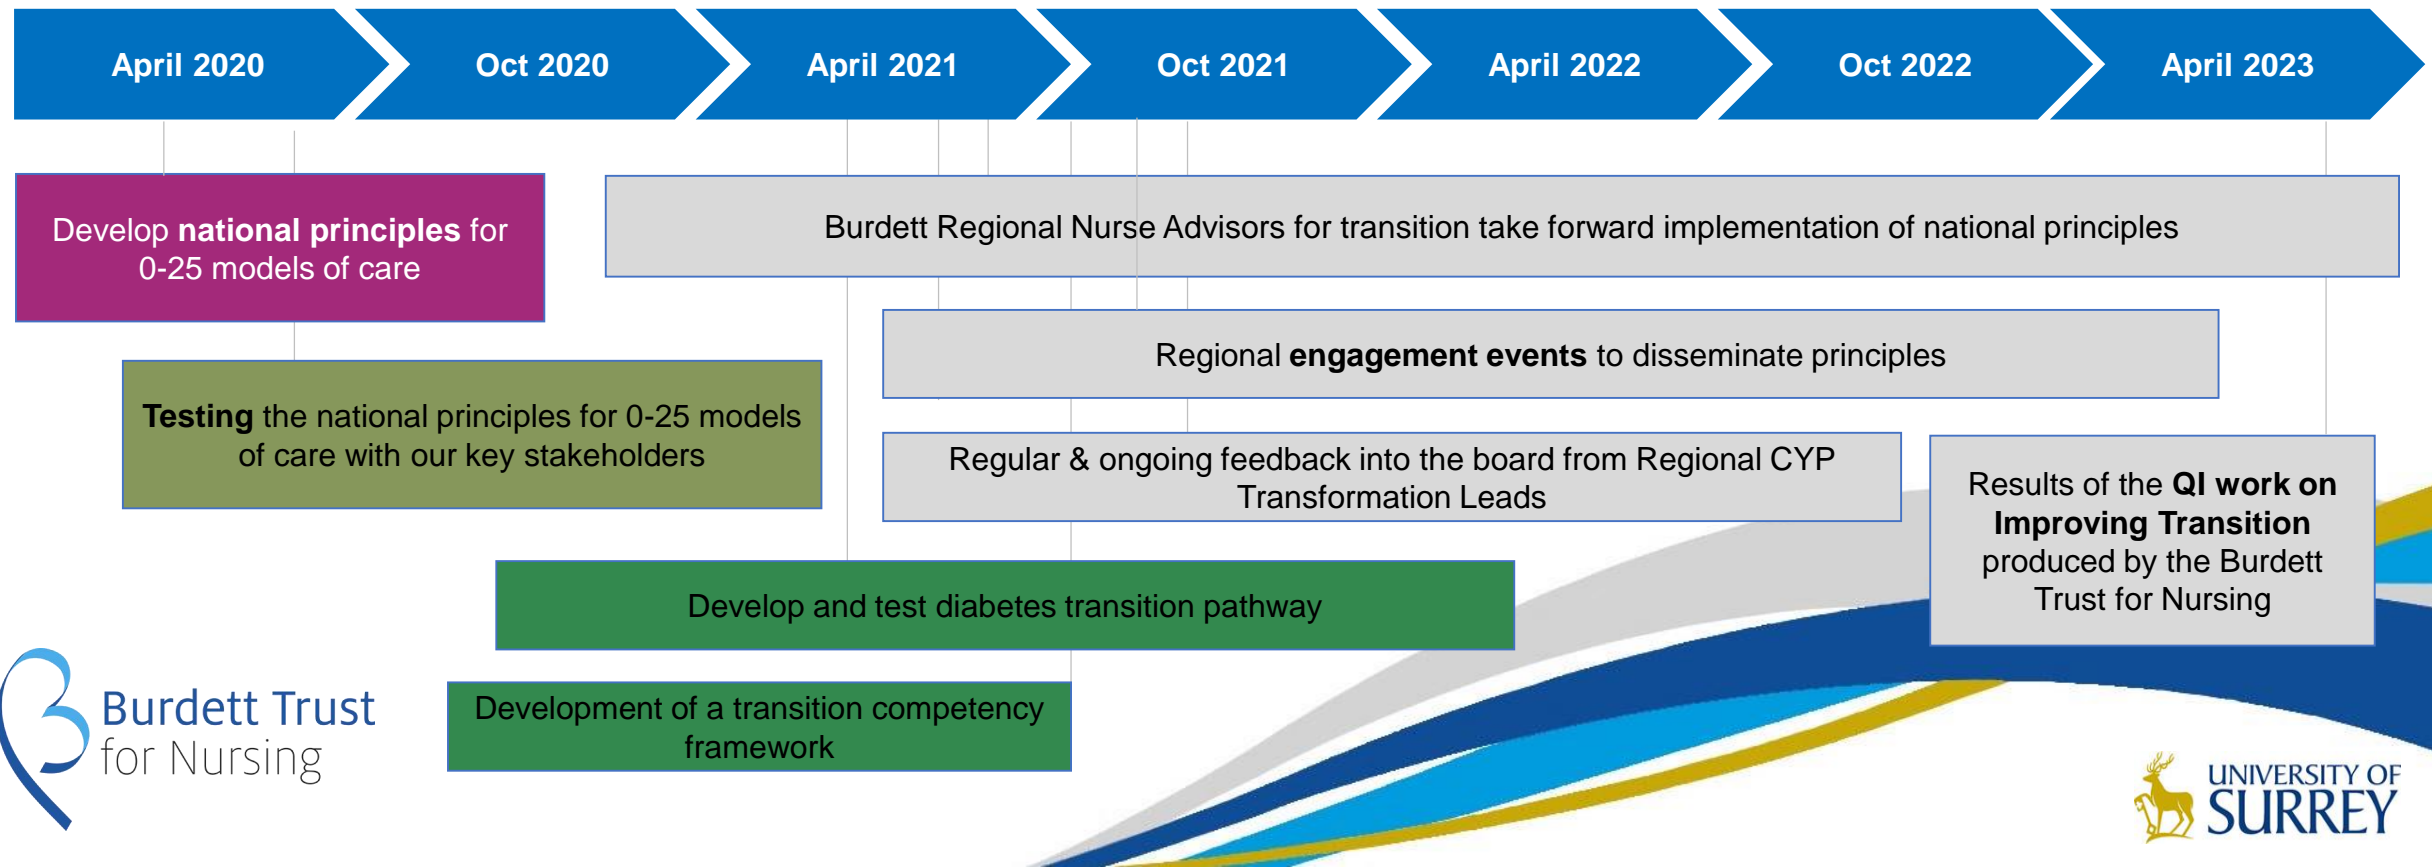 April 2020
Oct 2020
April 2021
Oct 2021
April 2022
Oct 2022
April 2023
Develop national principles for
0-25 models of care
Burdett Regional Nurse Advisors for transition take forward implementation of national principles
Regional engagement events to disseminate principles
Testing the national principles for 0-25 models
of care with our key stakeholders
Regular & ongoing feedback into the board from Regional CYP
Transformation Leads
Results of the QI work on
Improving Transition
produced by the Burdett
Trust for Nursing
Develop and test diabetes transition pathway
Development of a transition competency
framework
Burdett Trust
for Nursing
UNIVERSITY OF
SURREY